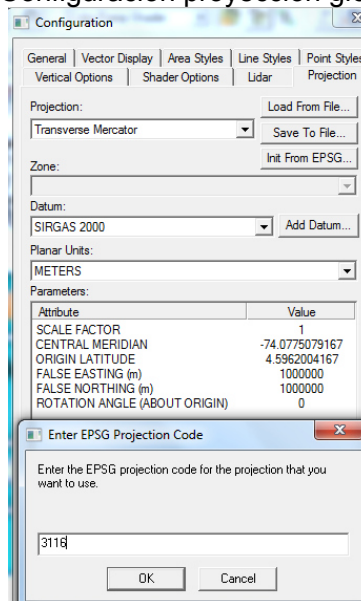 Configuración proyección glo
Configuration
General Vector Display Area Styles Line Styles Point Styles
Vertical Options Shader Options Lidar Projection
Projection:
Load From File...
Transverse Mercator
Save To File...
Init From EPSG...
Zone:
Datum:
SIRGAS 2000
Add Datum...
Planar Units:
METERS
Parameters:
Attribute Value
SCALE FACTOR 1
CENTRAL MERIDIAN -74.0775079167
ORIGIN LATITUDE 4.5962004167
FALSE EASTING (m) 1000000
FALSE NORTHING (m) 1000000
ROTATION ANGLE (ABOUT ORIGIN) 0
Enter EPSG Projection Code
Enter the EPSG projection code for the projection that you
want to use.
3116
OK Cancel